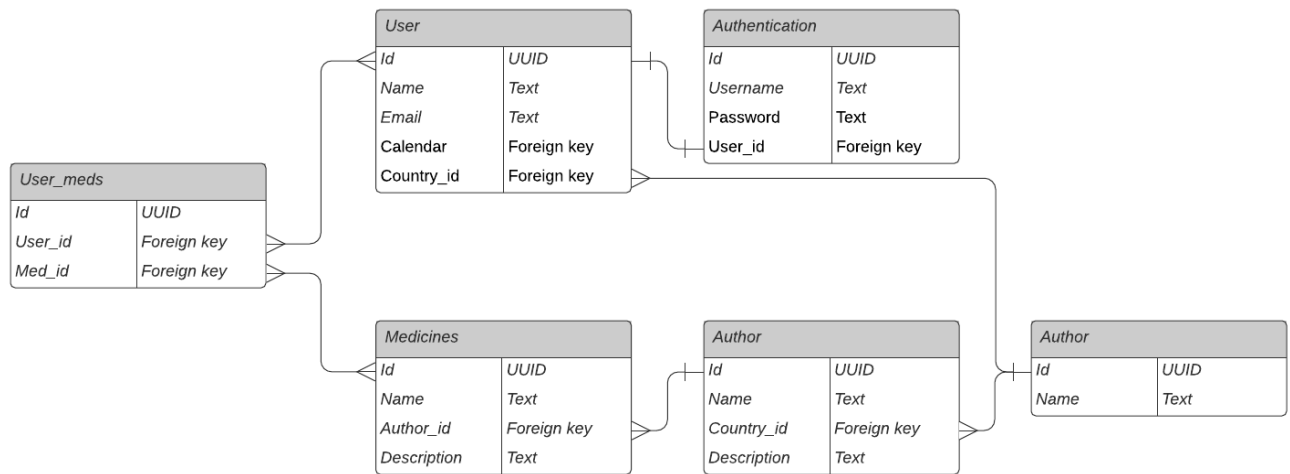 User
Id UUID
Name Text
Email Text
Calendar Foreign key
Country_id Foreign key
Authentication
Id UUID
Username Text
Password Text
User_id Foreign key
User_meds
Id UUID
User_id Foreign key
Med_id Foreign key
Medicines
Id UUID
Name Text
Author_id Foreign key
Description Text
Author
Id UUID
Name Text
Country_id Foreign key
Description Text
Author
Id UUID
Name Text